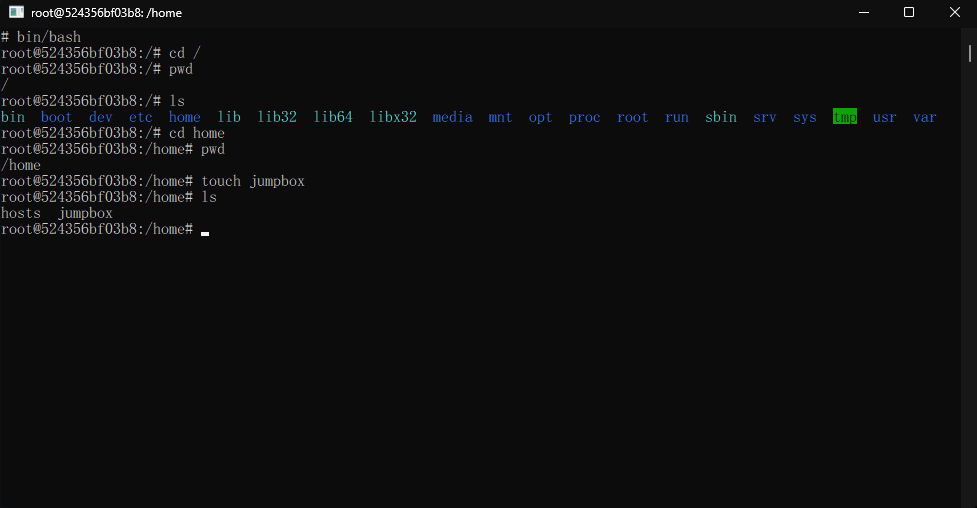 root@524356bf03b8: /home
# bin/bash
root@524356bf03b8:/# cd /
root@524356bf03b8:/# pwd
/
root@524356bf03b8:/# ls
bin  boot  dev  etc  home  lib  lib32  lib64  libx32  media  mnt  opt  proc  root  run  sbin  srv  sys  tmp  usr  var
root@524356bf03b8:/# cd home
root@524356bf03b8:/home# pwd
/home
root@524356bf03b8:/home# touch jumpbox
root@524356bf03b8:/home# ls
hosts  jumpbox
root@524356bf03b8:/home#